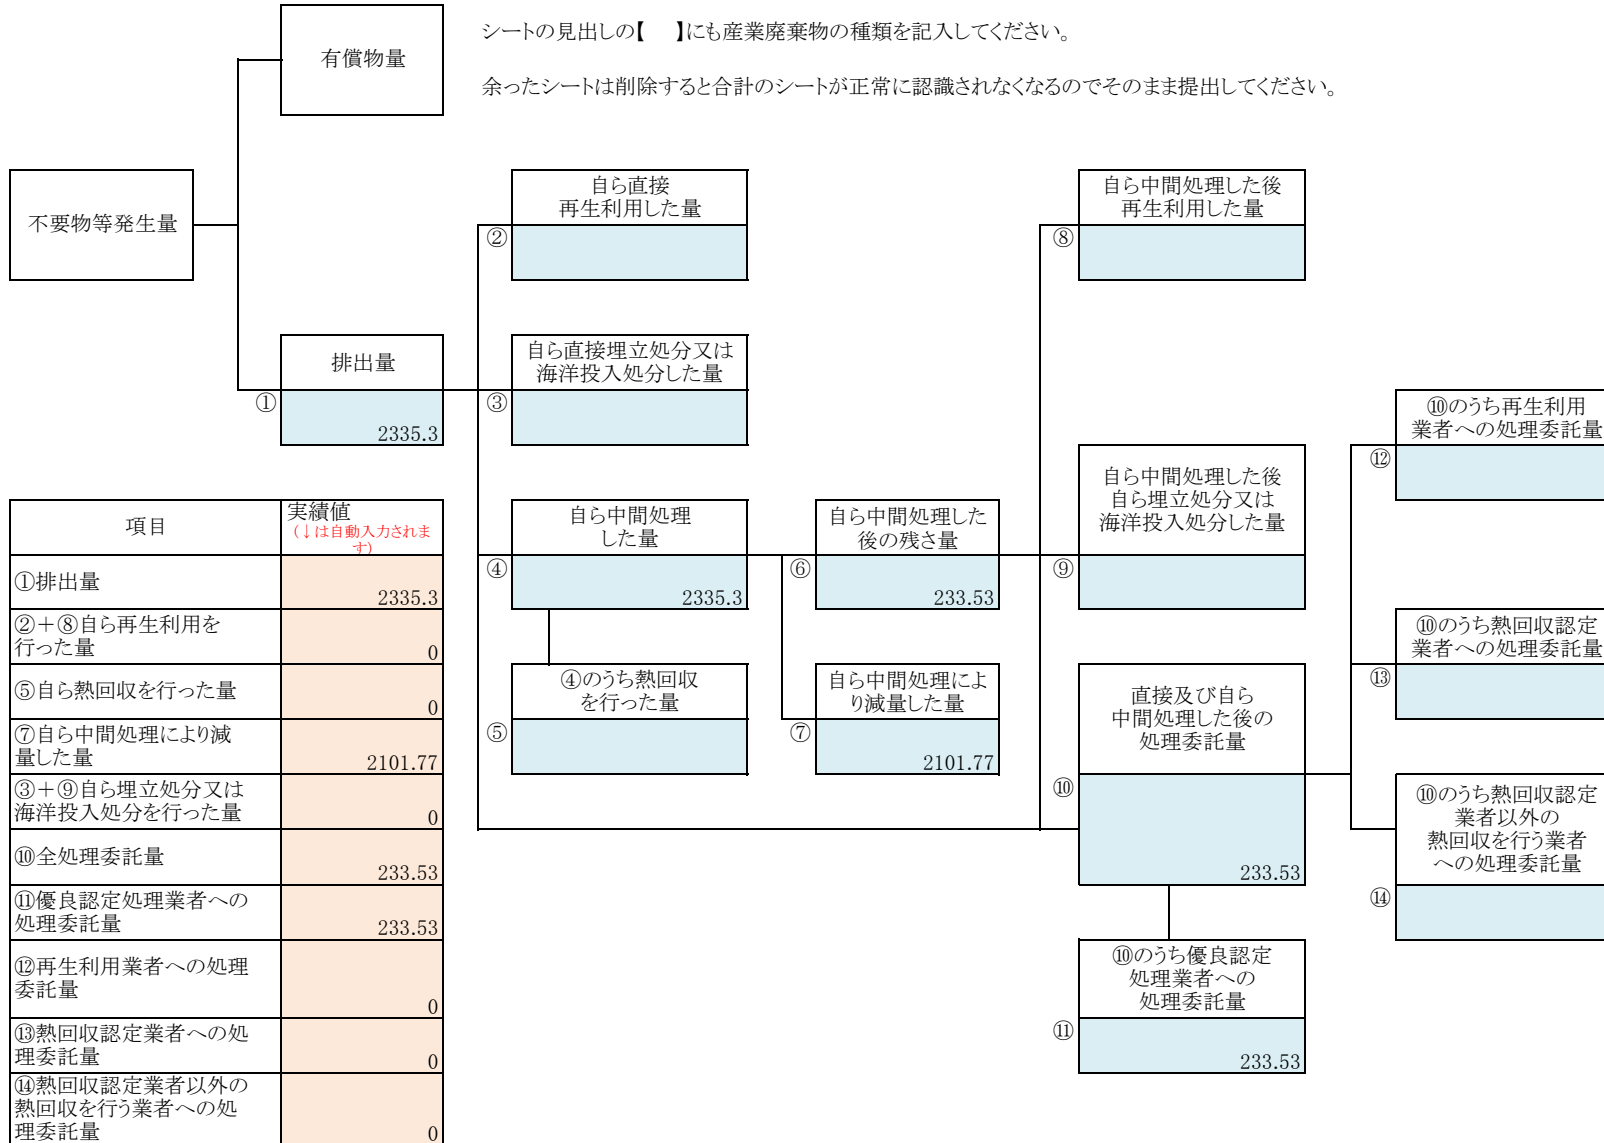 シートの見出しの【　】にも産業廃棄物の種類を記入してください。
余ったシートは削除すると合計のシートが正常に認識されなくなるのでそのまま提出してください。
有償物量
不要物等発生量
自ら直接
再生利用した量
②
自ら中間処理した後
再生利用した量
⑧
排出量
①
2335.3
自ら直接埋立処分又は
海洋投入処分した量
③
⑩のうち再生利用
業者への処理委託量
⑫
自ら中間処理
した量
④
2335.3
自ら中間処理した
後の残さ量
⑥
233.53
自ら中間処理した後
自ら埋立処分又は
海洋投入処分した量
⑨
⑩のうち熱回収認定
業者への処理委託量
⑬
④のうち熱回収
を行った量
⑤
自ら中間処理によ
り減量した量
⑦
2101.77
直接及び自ら
中間処理した後の
処理委託量
⑩
233.53
⑩のうち熱回収認定
業者以外の
熱回収を行う業者
への処理委託量
⑭
⑩のうち優良認定
処理業者への
処理委託量
⑪
233.53
項目
実績値
（↓は自動入力されま
す）
①排出量
2335.3
②＋⑧自ら再生利用を
行った量
0
⑤自ら熱回収を行った量
0
⑦自ら中間処理により減
量した量
2101.77
③＋⑨自ら埋立処分又は
海洋投入処分を行った量
0
⑩全処理委託量
233.53
⑪優良認定処理業者への
処理委託量
233.53
⑫再生利用業者への処理
委託量
0
⑬熱回収認定業者への処
理委託量
0
⑭熱回収認定業者以外の
熱回収を行う業者への処
理委託量
0